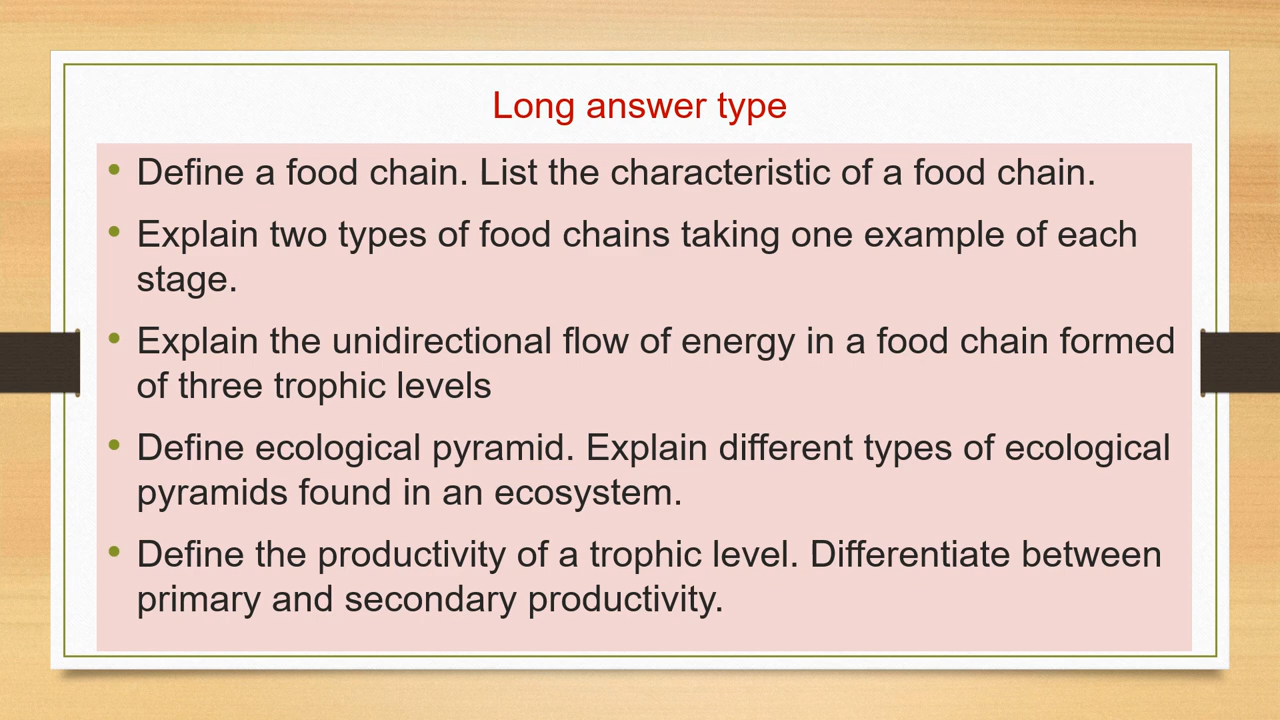 Long answer type
• Define a food chain. List the characteristic of a food chain.
• Explain two types of food chains taking one example of each
stage.
• Explain the unidirectional flow of energy in a food chain formed
of three trophic levels
• Define ecological pyramid. Explain different types of ecological
pyramids found in an ecosystem.
• Define the productivity of a trophic level. Differentiate between
primary and secondary productivity.